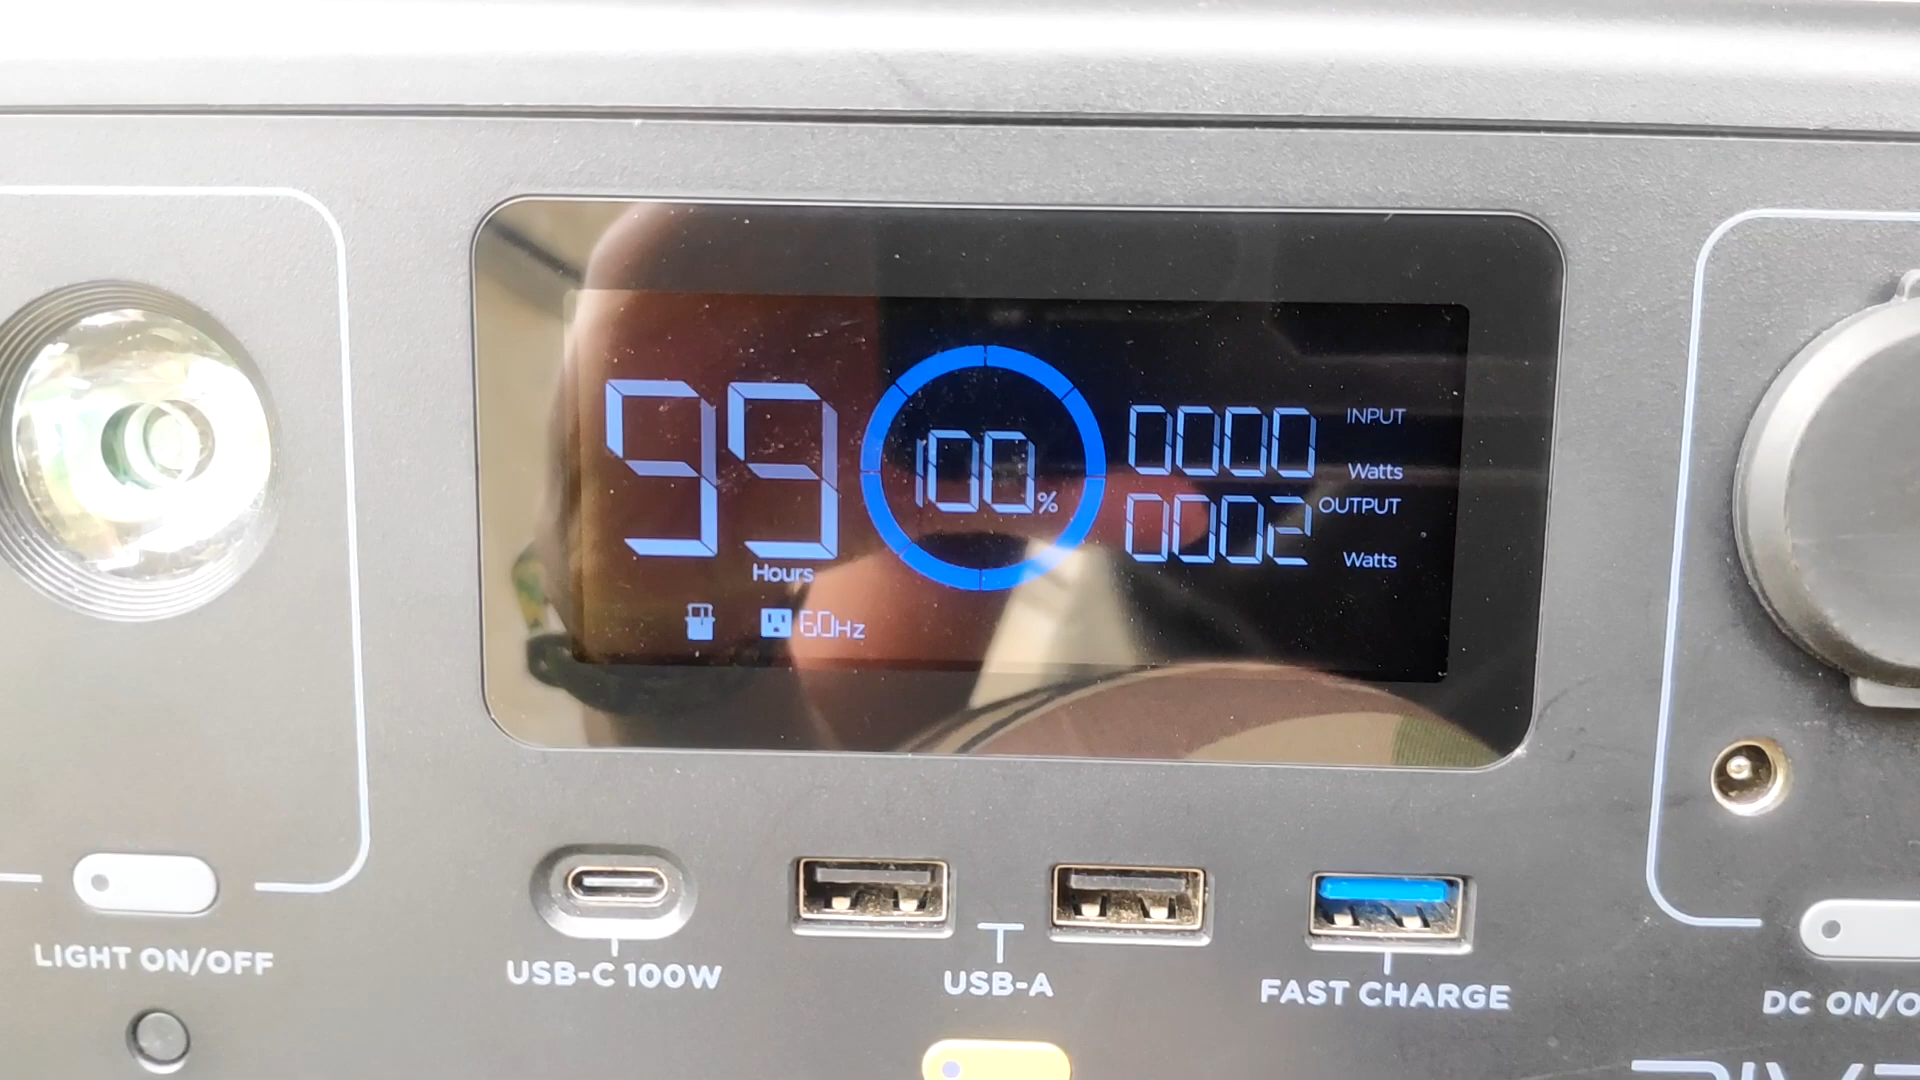 99
Hours
100%
0000 INPUT
Watts
0002 OUTPUT
Watts
60Hz
LIGHT ON/OFF
USB-C 100W
USB-A
FAST CHARGE
DC ON/O